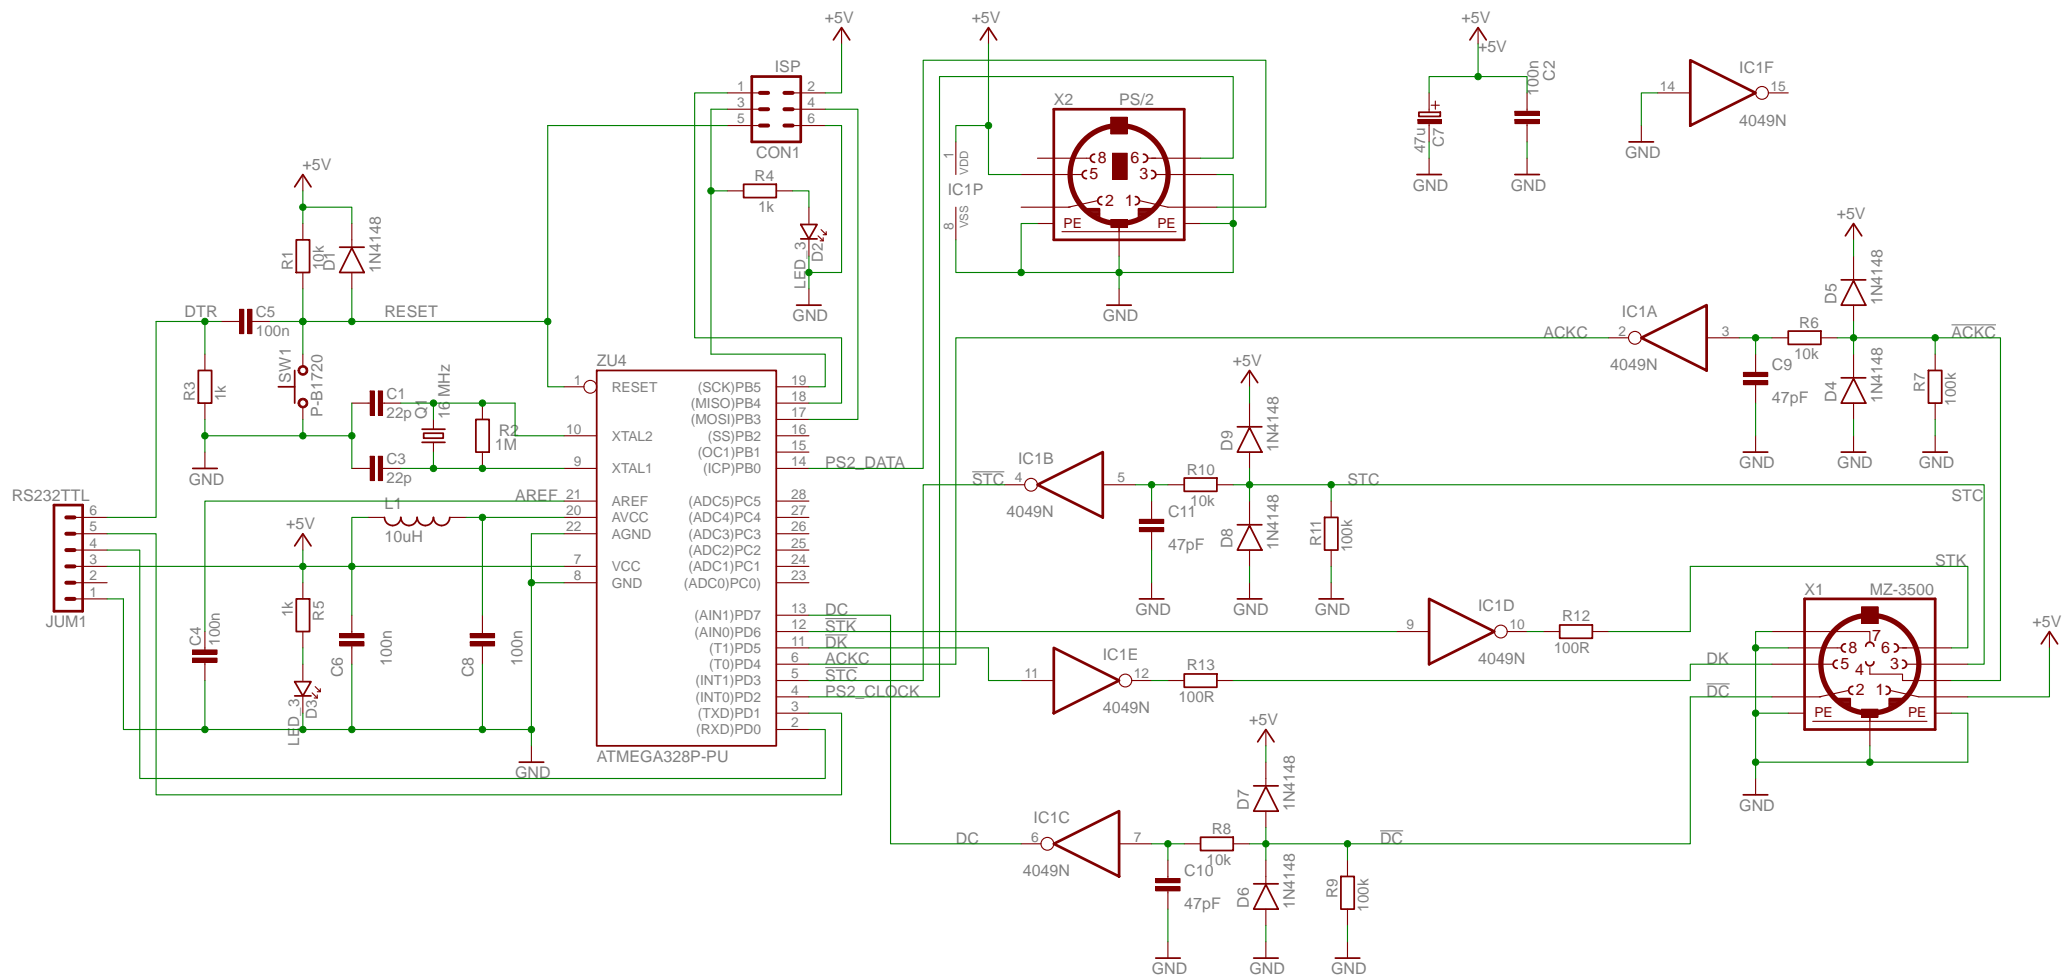 +5V
+5V
+5V
+5V
ISP
1 2
3 4
5 6
CON1
R4
1k
LED_3
D2
GND
X2 PS/2
8 6
5 3
2 1
PE PE
GND
1 VDD
IC1P
8 VSS
47u
C7
GND
100n
C2
GND
14 IC1F 15
4049N
GND
+5V
R1
10k
D1
1N4148
DTR
C5
100n
RESET
R3
1k
SW1
P-B1720
GND
C1
22p
C3
22p
Q1
16 MHz
R2
1M
ZU4
1 RESET
10 XTAL2
9 XTAL1
21 AREF
20 AVCC
22 AGND
7 VCC
8 GND
(SCK)PB5 19
(MISO)PB4 18
(MOSI)PB3 17
(SS)PB2 16
(OC1)PB1 15
(ICP)PB0 14
(ADC5)PC5 28
(ADC4)PC4 27
(ADC3)PC3 26
(ADC2)PC2 25
(ADC1)PC1 24
(ADC0)PC0) 23
(AIN1)PD7 13
(AIN0)PD6 12
(T1)PD5 11
(T0)PD4 6
(INT1)PD3 5
(INT0)PD2 4
(TXD)PD1 3
(RXD)PD0 2
ATMEGA328P-PU
PS2_DATA
DC
STK
DK
ACKC
STC
PS2_CLOCK
AREF
L1
10uH
RS232TTL
6
5
4
3
2
1
JUM1
+5V
C4
100n
1k
R5
LED_3
D3
C6
100n
C8
100n
GND
ACKC
2 IC1A 3
4049N
R6
10k
C9
47pF
GND
+5V
D5
1N4148
D4
1N4148
GND
R7
100k
GND
ACKC
STC
4 IC1B 5
4049N
R10
10k
C11
47pF
GND
+5V
D9
1N4148
D8
1N4148
GND
R11
100k
GND
STC
STC
STK
9 IC1D 10
4049N
R12
100R
11 IC1E 12
4049N
R13
100R
DK
DC
X1 MZ-3500
7
8 6
5 4 3
2 1
PE PE
+5V
GND
DC
6 IC1C 7
4049N
R8
10k
C10
47pF
GND
+5V
D7
1N4148
D6
1N4148
GND
R9
100k
GND
DC